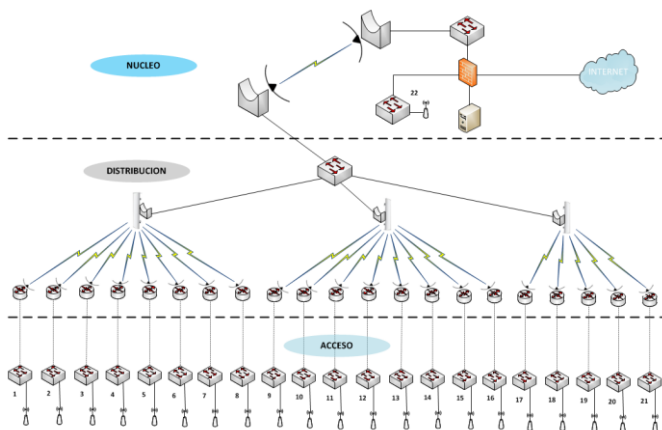 NUCLEO
INTERNET
22
DISTRIBUCION
ACCESO
1 2 3 4 5 6 7 8 9 10 11 12 13 14 15 16 17 18 19 20 21